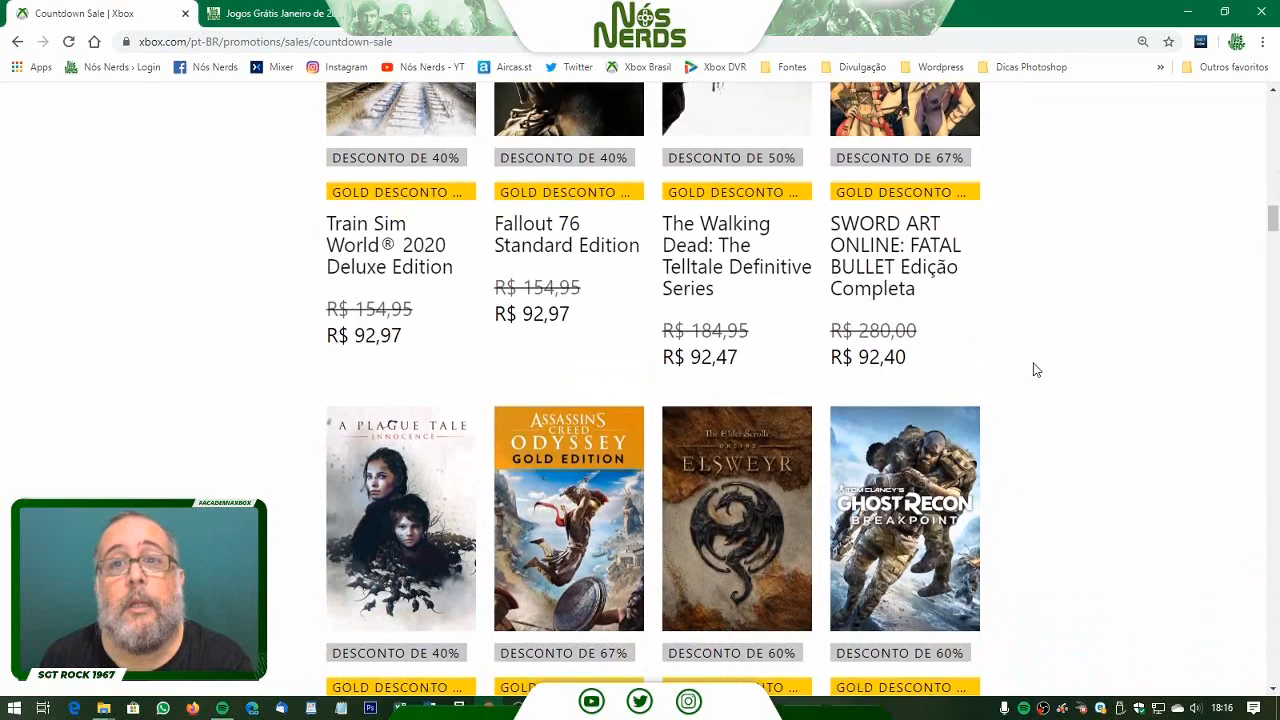 Countdown Sale | Xbox
Jogos Grátis Janeiro de 20
NÓS
NERDS
xbox.com/pt-BR/promotions/sales/countdown-sale
Apps
Nós Nerds › Login
Nós Nerds
Mixer
Instagram
Nós Nerds - YT
Aircas.st
Twitter
Xbox Brasil
Xbox DVR
Fontes
Divulgação
Wordpress
Dicas Photoshop
»
Outros favoritos
DESCONTO DE 40%
DESCONTO DE 40%
DESCONTO DE 50%
DESCONTO DE 67%
GOLD DESCONTO ...
GOLD DESCONTO ...
GOLD DESCONTO ...
GOLD DESCONTO ...
Train Sim
World® 2020
Deluxe Edition
R$ 154,95
R$ 92,97
Fallout 76
Standard Edition
R$ 154,95
R$ 92,97
The Walking
Dead: The
Telltale Definitive
Series
R$ 184,95
R$ 92,47
SWORD ART
ONLINE: FATAL
BULLET Edição
Completa
R$ 280,00
R$ 92,40
A PLAGUE TALE
INNOCENCE
ASSASSIN'S
CREED
ODYSSEY
GOLD EDITION
The Elder Scrolls
ONLINE
ELSWEYR
TOM CLANCY'S
GHOST RECON
BREAKPOINT
DESCONTO DE 40%
DESCONTO DE 67%
DESCONTO DE 60%
DESCONTO DE 60%
GOLD DESCONTO ...
GOLD DESCONTO ...
#ACADEMIAXBOX
SGT ROCK 1967
18:16